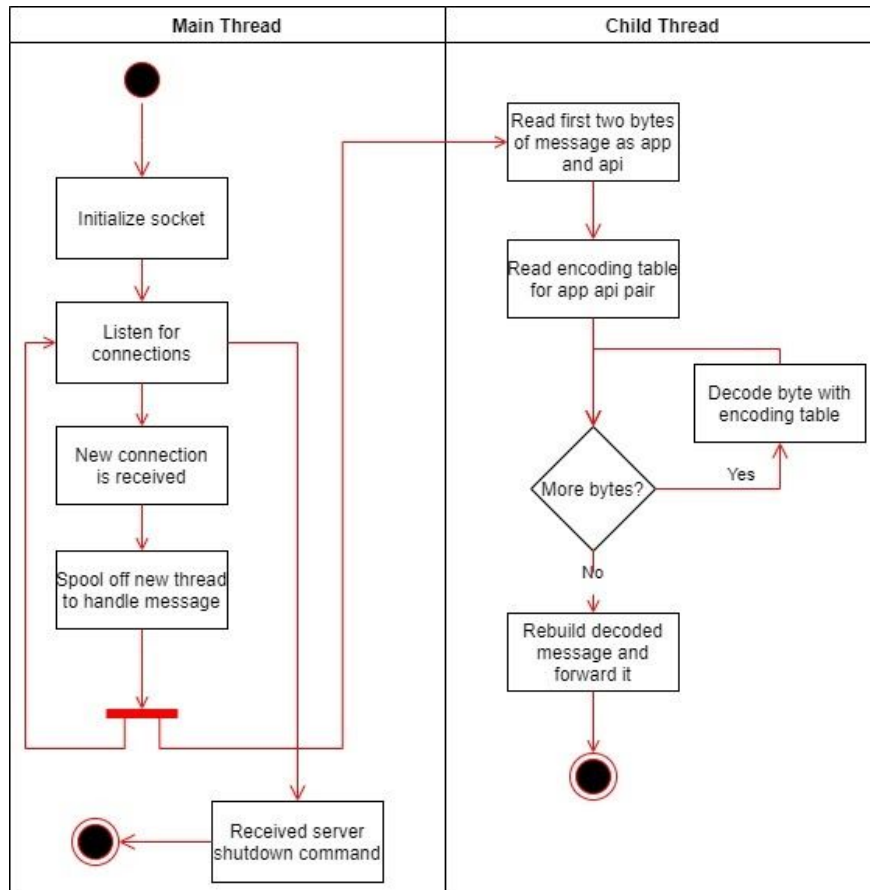 Main Thread
Child Thread
Initialize socket
Listen for
connections
New connection
is received
Spool off new thread
to handle message
Received server
shutdown command
Read first two bytes
of message as app
and api
Read encoding table
for app api pair
Decode byte with
encoding table
More bytes?
Yes
No
Rebuild decoded
message and
forward it